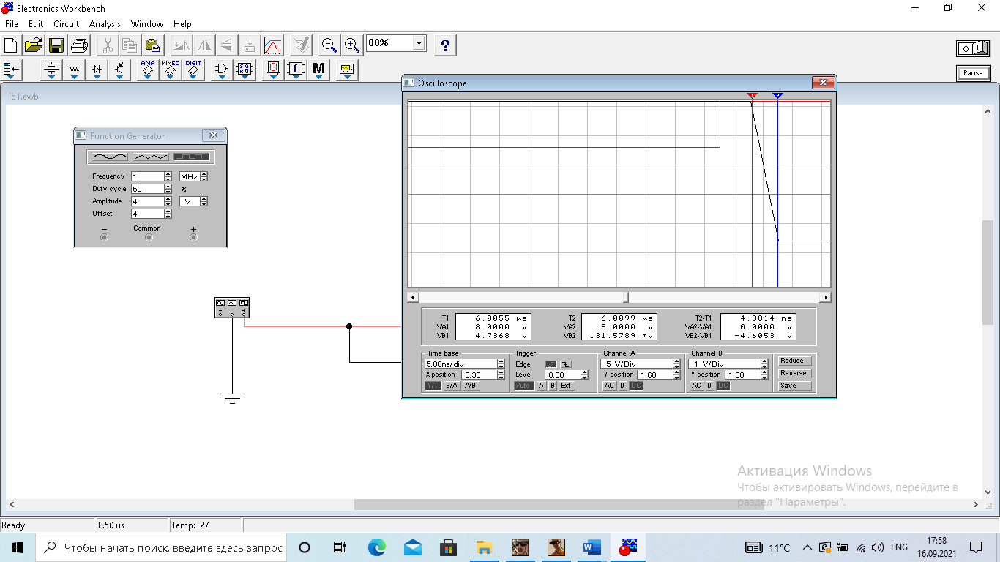 Electronics Workbench
File Edit Circuit Analysis Window Help
80%
?
O I
ANA MIXED DIGIT
f M
Pause
lb1.ewb
Function Generator
Frequency 1 MHz
Duty cycle 50 %
Amplitude 4 V
Offset 4
− Common +
Oscilloscope
1 2
T1 6.0055 µs T2 6.0099 µs T2-T1 4.3814 ns
VA1 8.0000 V VA2 8.0000 V VA2-VA1 0.0000 V
VB1 4.7368 V VB2 131.5789 mV VB2-VB1 -4.6053 V
Time base Trigger Channel A Channel B
5.00ns/div Edge 5 V/Div 1 V/Div Reduce
X position -3.38 Level 0.00 Y position 1.60 Y position -1.60 Reverse
Y/T B/A A/B Auto A B Ext AC 0 DC AC 0 DC Save
Активация Windows
Чтобы активировать Windows, перейдите в
раздел "Параметры".
Ready 8.50 us Temp: 27
Чтобы начать поиск, введите здесь запрос
11°C ENG 17:58
16.09.2021